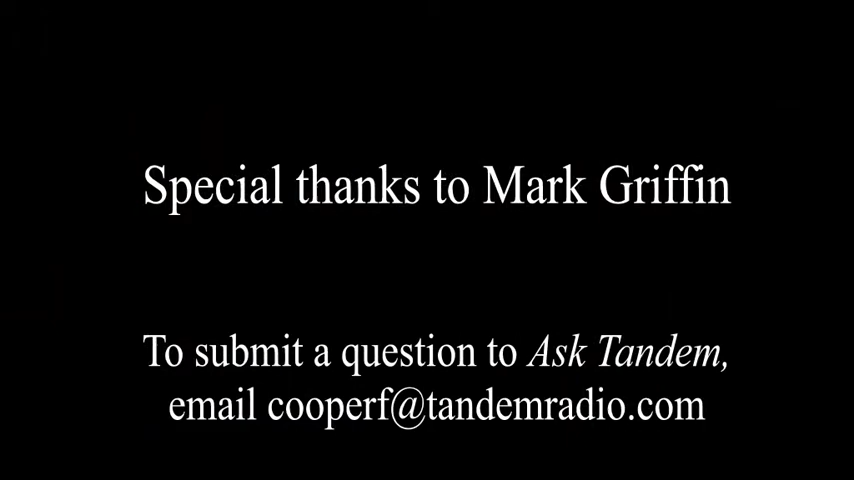 Special thanks to Mark Griffin
To submit a question to Ask Tandem,
email cooperf@tandemradio.com